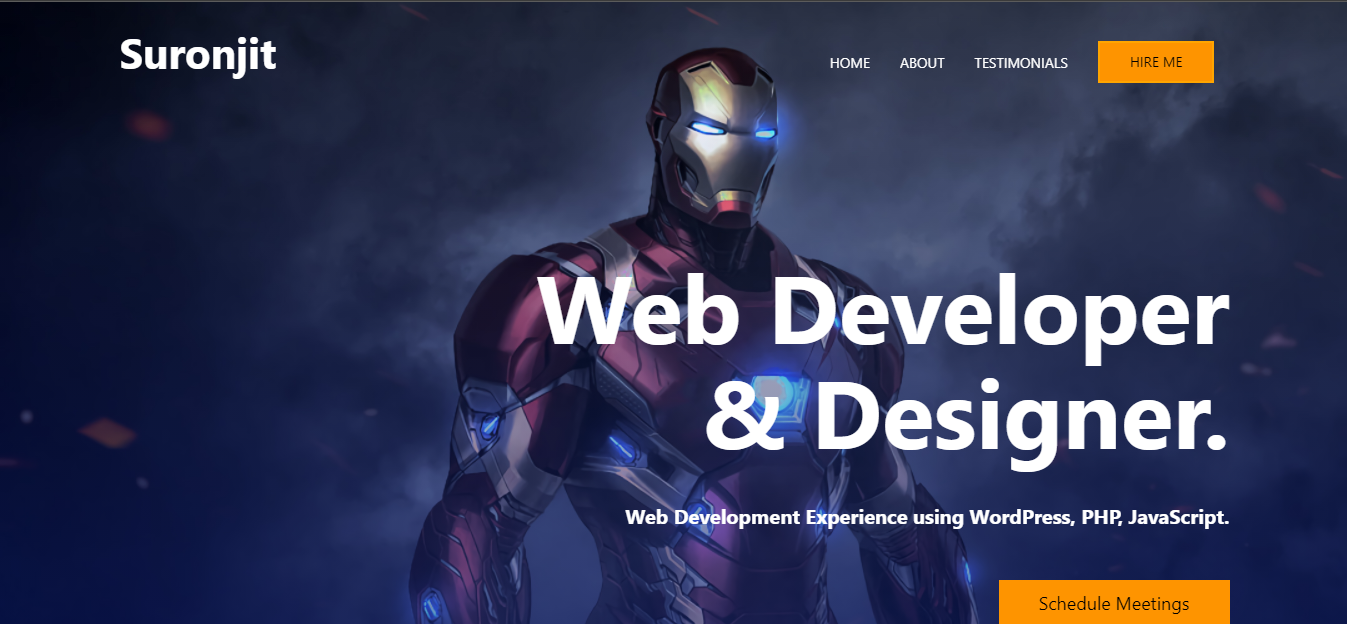 Suronjit
HOME ABOUT TESTIMONIALS HIRE ME
Web Developer
& Designer.
Web Development Experience using WordPress, PHP, JavaScript.
Schedule Meetings